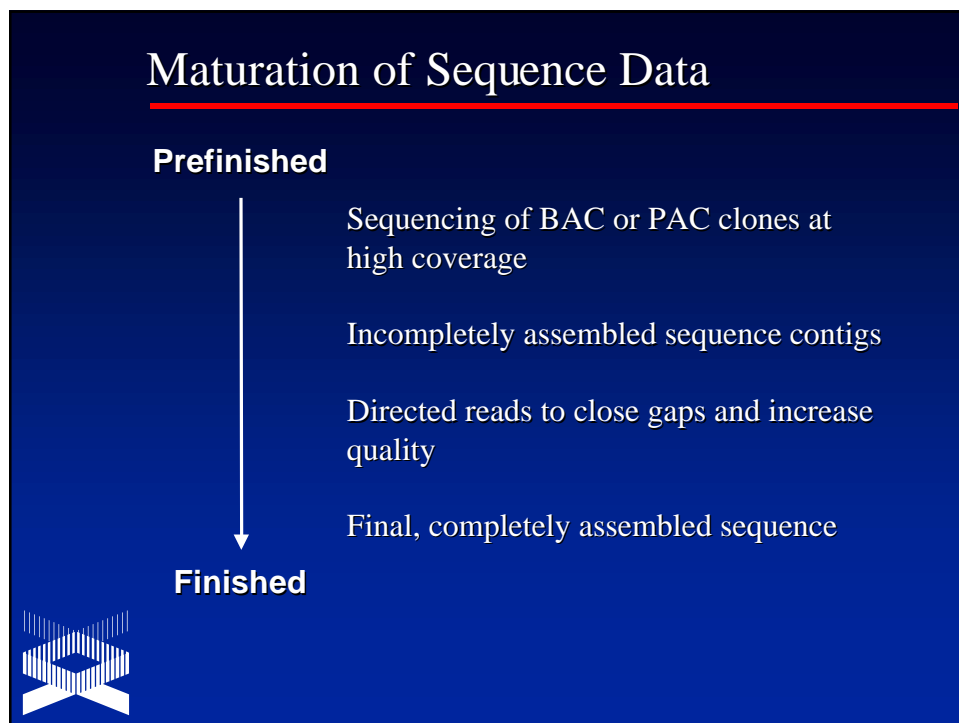 Maturation of Sequence Data
Prefinished
Sequencing of BAC or PAC clones at
high coverage
Incompletely assembled sequence contigs
Directed reads to close gaps and increase
quality
Final, completely assembled sequence
Finished